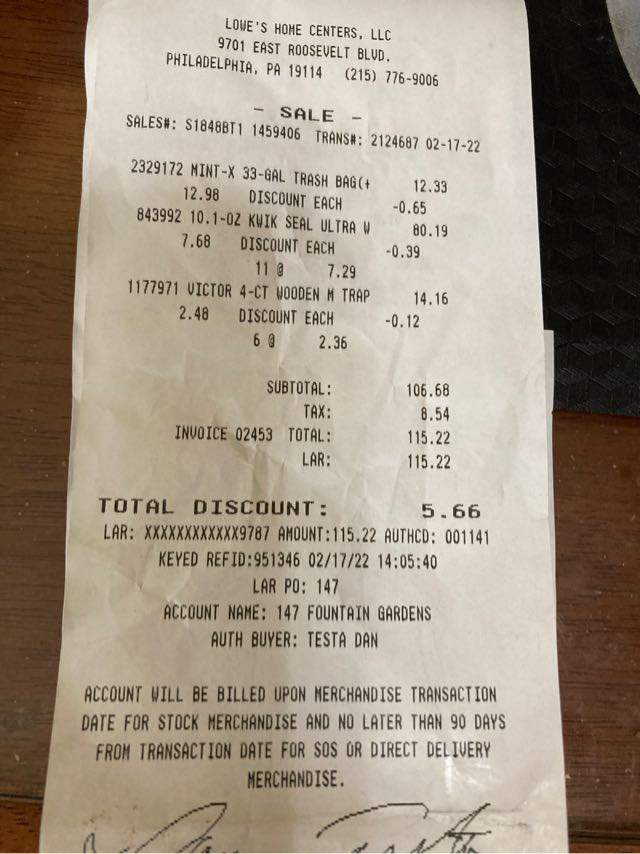 LOWE'S HOME CENTERS, LLC
9701 EAST ROOSEVELT BLVD.
PHILADELPHIA, PA 19114 (215) 776-9006
- SALE -
SALES#: S1848BT1 1459406 TRANS#: 2124687 02-17-22
2329172 MINT-X 33-GAL TRASH BAG(+ 12.33
12.98 DISCOUNT EACH -0.65
843992 10.1-OZ KWIK SEAL ULTRA W 80.19
7.68 DISCOUNT EACH -0.39
11 @ 7.29
1177971 VICTOR 4-CT WOODEN M TRAP 14.16
2.48 DISCOUNT EACH -0.12
6 @ 2.36
SUBTOTAL: 106.68
TAX: 8.54
INVOICE 02453 TOTAL: 115.22
LAR: 115.22
TOTAL DISCOUNT: 5.66
LAR: XXXXXXXXXXXX9787 AMOUNT:115.22 AUTHCD: 001141
KEYED REFID:951346 02/17/22 14:05:40
LAR PO: 147
ACCOUNT NAME: 147 FOUNTAIN GARDENS
AUTH BUYER: TESTA DAN
ACCOUNT WILL BE BILLED UPON MERCHANDISE TRANSACTION
DATE FOR STOCK MERCHANDISE AND NO LATER THAN 90 DAYS
FROM TRANSACTION DATE FOR SOS OR DIRECT DELIVERY
MERCHANDISE.